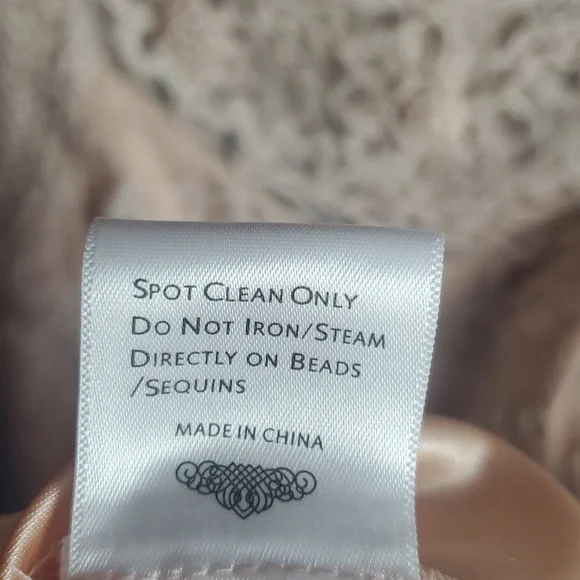 SPOT CLEAN ONLY
DO NOT IRON/STEAM
DIRECTLY ON BEADS
/SEQUINS
MADE IN CHINA